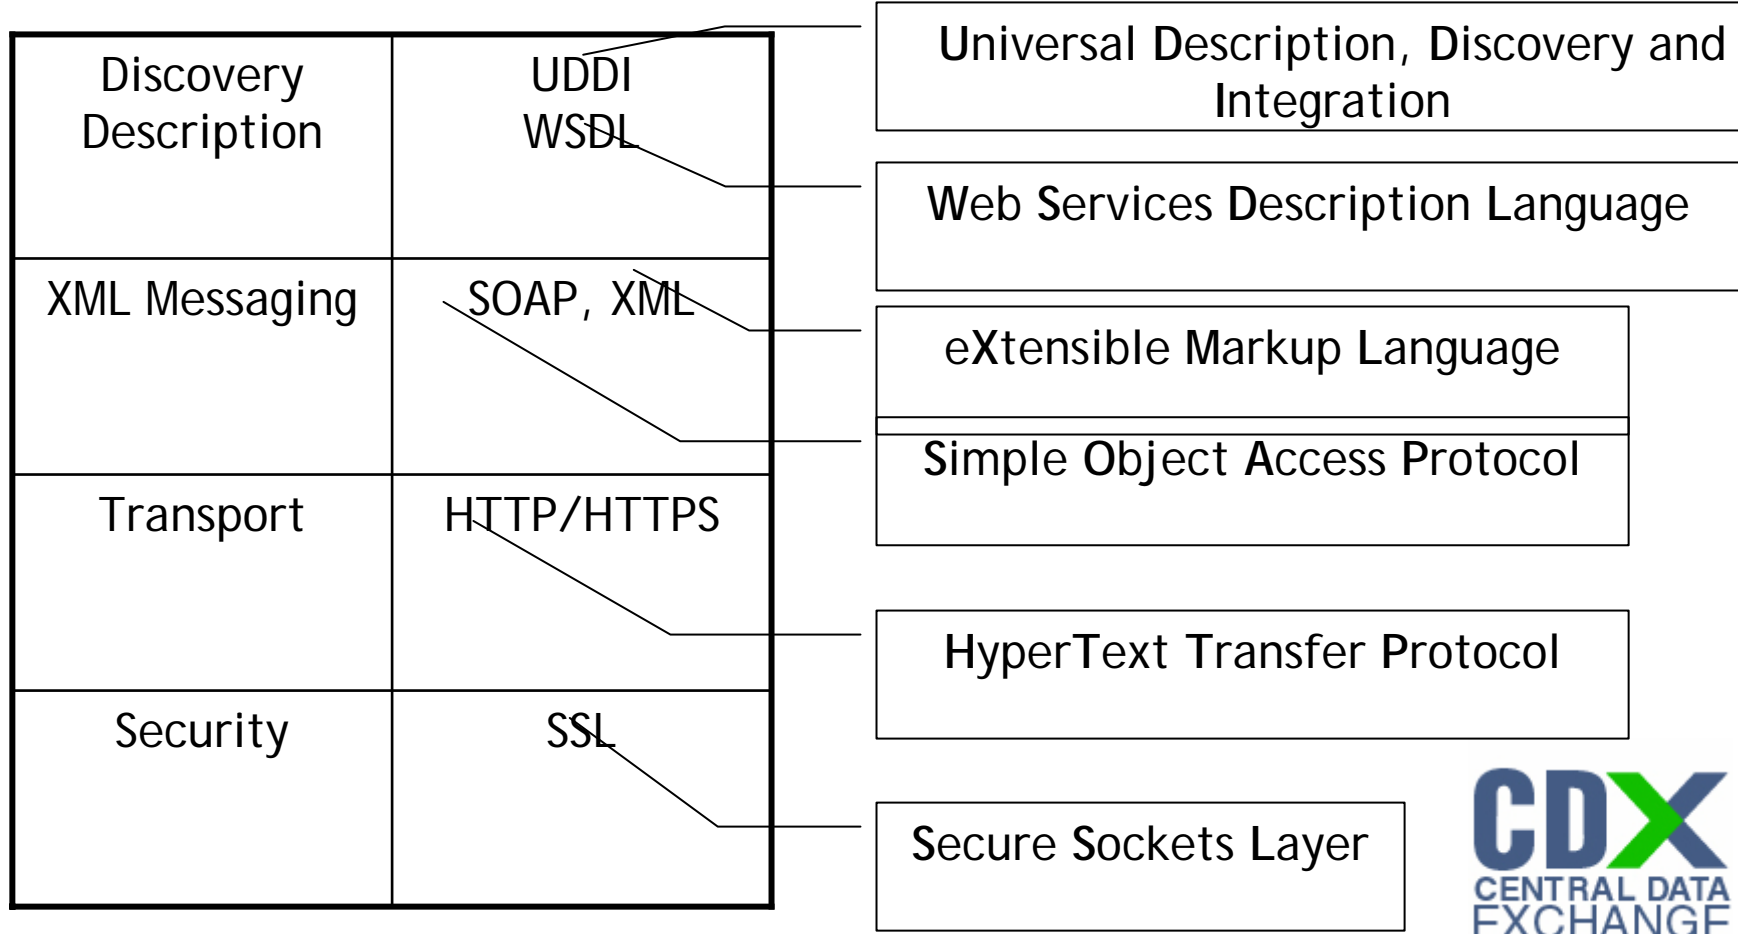 Discovery
Description
UDDI
WSDL
Universal Description, Discovery and
Integration
Web Services Description Language
XML Messaging
SOAP, XML
eXtensible Markup Language
Simple Object Access Protocol
Transport
HTTP/HTTPS
HyperText Transfer Protocol
Security
SSL
Secure Sockets Layer
CDX
CENTRAL DATA
EXCHANGE